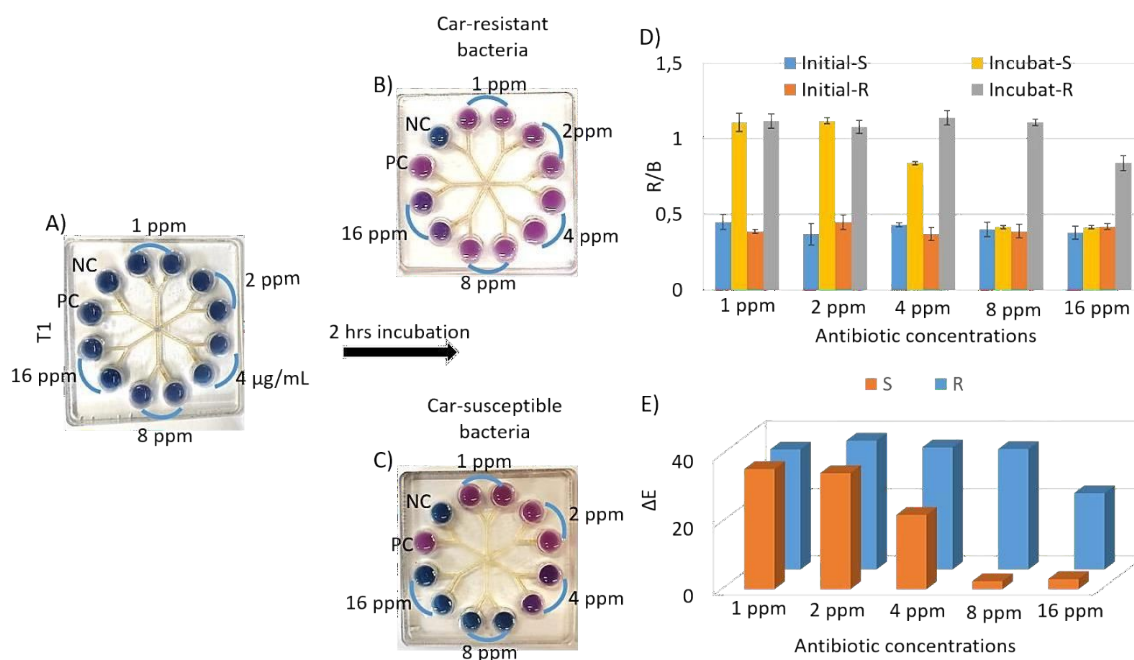 A)
1 ppm
NC
2 ppm
PC
T1
16 ppm
4 µg/mL
8 ppm
2 hrs incubation
Car-resistant
bacteria
B)
1 ppm
NC
2ppm
PC
16 ppm
4 ppm
8 ppm
Car-susceptible
bacteria
C)
1 ppm
NC
2 ppm
PC
16 ppm
4 ppm
8 ppm
D)
Initial-S
Incubat-S
Initial-R
Incubat-R
1,5
1
0,5
0
R/B
1 ppm
2 ppm
4 ppm
8 ppm
16 ppm
Antibiotic concentrations
S
R
E)
40
20
0
ΔE
1 ppm
2 ppm
4 ppm
8 ppm
16 ppm
Antibiotic concentrations